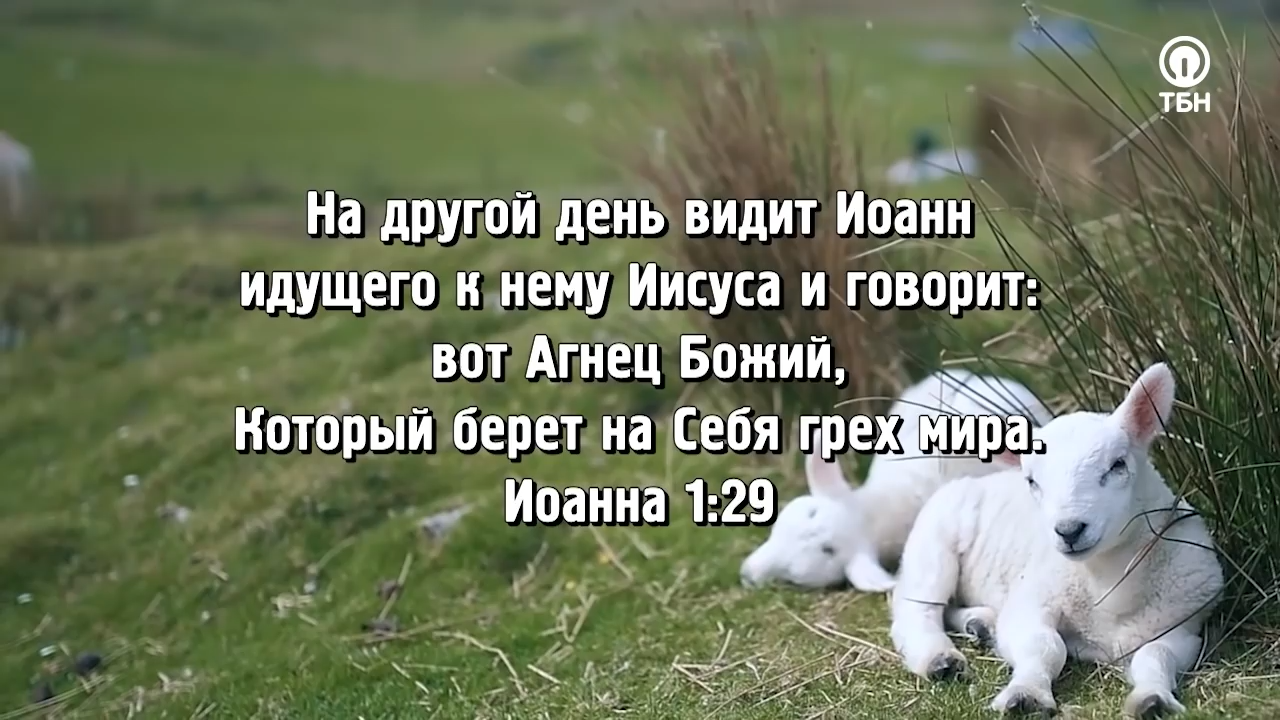 ТБН
На другой день видит Иоанн
идущего к нему Иисуса и говорит:
вот Агнец Божий,
Который берет на Себя грех мира.
Иоанна 1:29